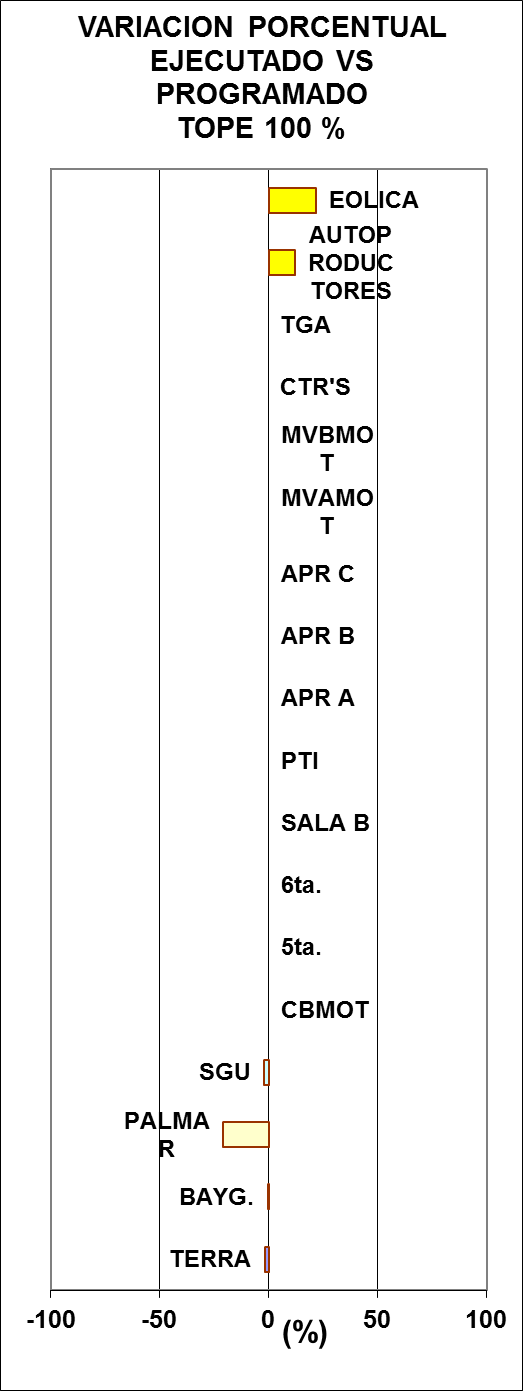 VARIACION PORCENTUAL
EJECUTADO VS
PROGRAMADO
TOPE 100 %
EOLICA
AUTOP
RODUC
TORES
TGA
CTR'S
MVBMO
T
MVAMO
T
APR C
APR B
APR A
PTI
SALA B
6ta.
5ta.
CBMOT
SGU
PALMA
R
BAYG.
TERRA
-100 -50 0 50 100
(%)